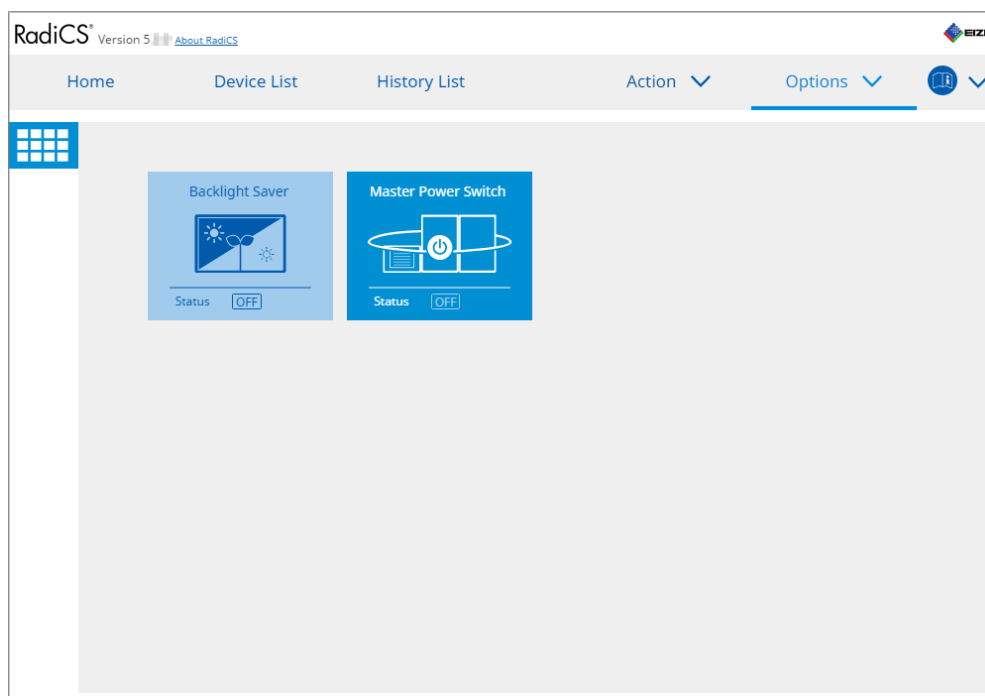 RadiCS® Version 5. About RadiCS
EIZ
Home Device List History List Action Options
Backlight Saver Master Power Switch
Status OFF Status OFF